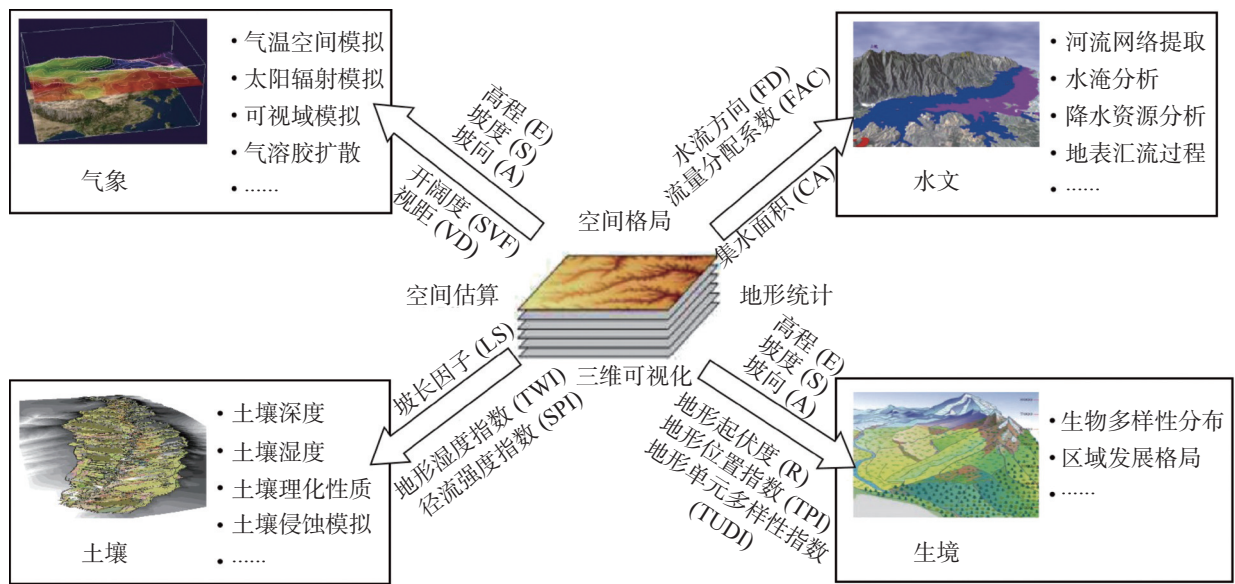 · 气温空间模拟
· 太阳辐射模拟
· 可视域模拟
· 气溶胶扩散
· ......
气象
高程 (E)
坡度 (S)
坡向 (A)
开阔度 (SVF)
视距 (VD)
水流方向 (FD)
流量分配系数 (FAC)
集水面积 (CA)
· 河流网络提取
· 水淹分析
· 降水资源分析
· 地表汇流过程
· ......
水文
空间格局
空间估算
地形统计
三维可视化
坡长因子 (LS)
地形湿度指数 (TWI)
径流强度指数 (SPI)
· 土壤深度
· 土壤湿度
· 土壤理化性质
· 土壤侵蚀模拟
· ......
土壤
高程 (E)
坡度 (S)
坡向 (A)
地形起伏度 (R)
地形位置指数 (TPI)
地形单元多样性指数
(TUDI)
· 生物多样性分布
· 区域发展格局
· ......
生境